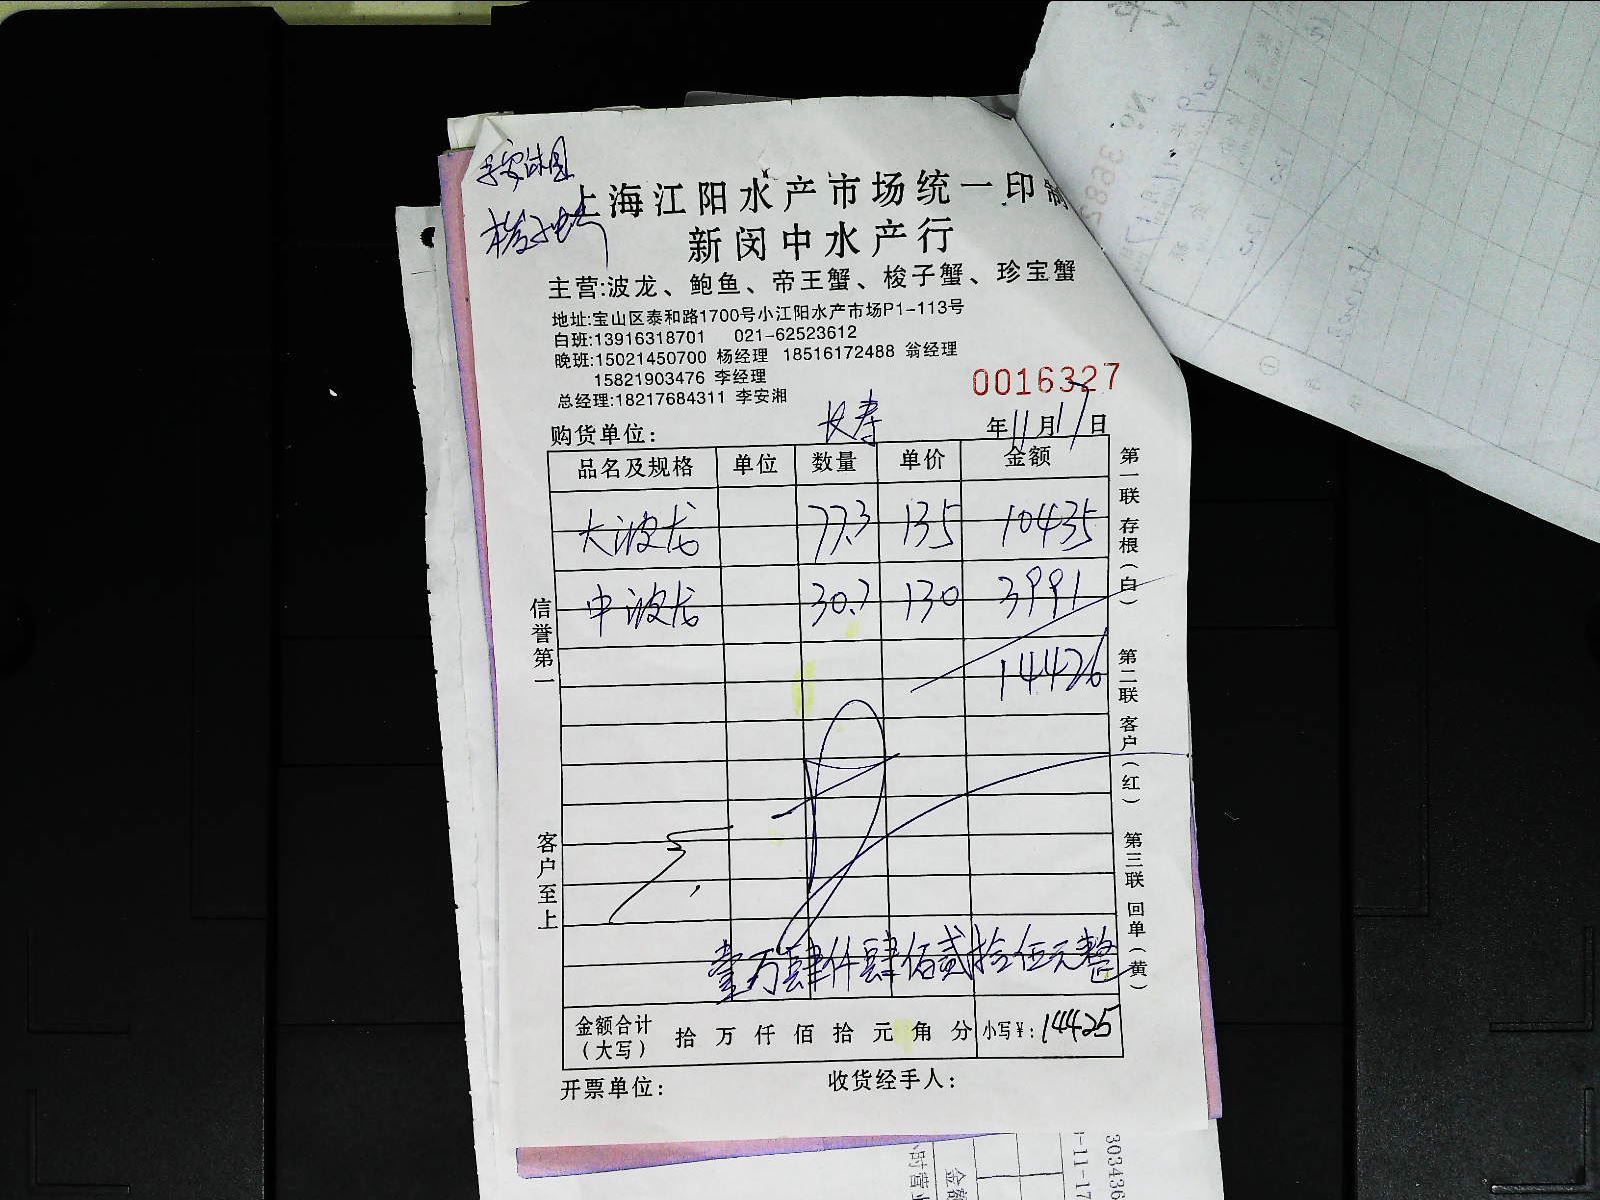 上海江阳水产市场统一印制
新闵中水产行
主营:波龙、鲍鱼、帝王蟹、梭子蟹、珍宝蟹
地址:宝山区泰和路1700号小江阳水产市场P1-113号
白班:13916318701 021-62523612
晚班:15021450700 杨经理 18516172488 翁经理
15821903476 李经理
总经理:18217684311 李安湘
0016327
购货单位: 长寿 年11月17日
品名及规格 单位 数量 单价 金额
大波龙 77.3 135 10435
中波龙 30.7 130 3991
14426
壹万肆仟肆佰贰拾伍元整
金额合计(大写) 拾 万 仟 佰 拾 元 角 分 小写¥: 14425
开票单位: 收货经手人:
信誉第一
客户至上
第一联 存根(白)
第二联 客户(红)
第三联 回单(黄)